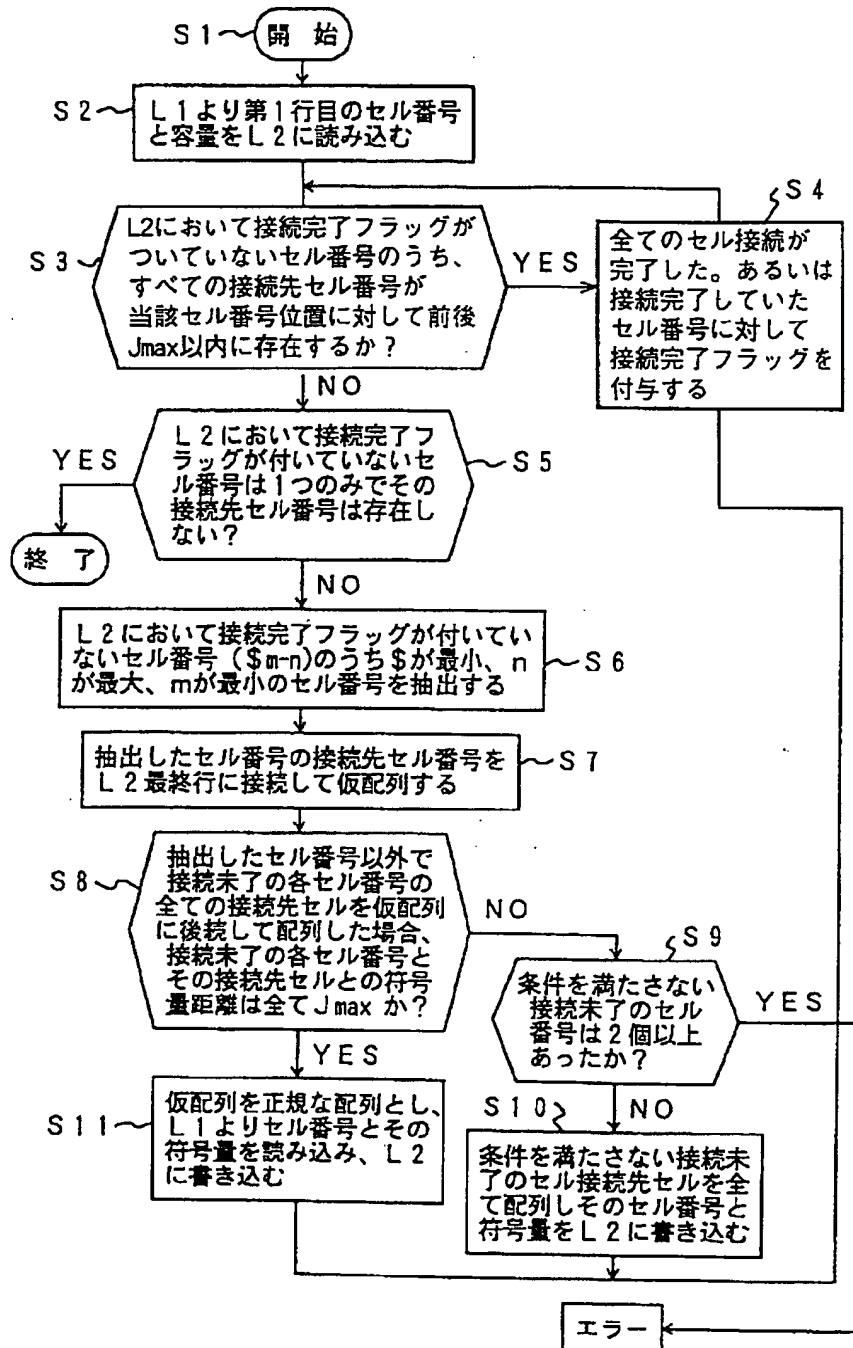 S1
開 始
S2
L1より第1行目のセル番号
と容量をL2に読み込む
S3
L2において接続完了フラッグが
ついていないセル番号のうち、
すべての接続先セル番号が
当該セル番号位置に対して前後
Jmax以内に存在するか?
YES
S4
全てのセル接続が
完了した。あるいは
接続完了していた
セル番号に対して
接続完了フラッグを
付与する
NO
S5
L2において接続完了フ
ラッグが付いていないセ
ル番号は1つのみでその
接続先セル番号は存在し
ない?
YES
終 了
NO
S6
L2において接続完了フラッグが付いてい
ないセル番号($m-n)のうち$が最小、n
が最大、mが最小のセル番号を抽出する
S7
抽出したセル番号の接続先セル番号を
L2最終行に接続して仮配列する
S8
抽出したセル番号以外で
接続未了の各セル番号の
全ての接続先セルを仮配列
に後続して配列した場合、
接続未了の各セル番号と
その接続先セルとの符号
量距離は全てJmaxか?
NO
S9
条件を満たさない
接続未了のセル
番号は2個以上
あったか?
YES
YES
S11
仮配列を正規な配列とし、
L1よりセル番号とその
符号量を読み込み、L2
に書き込む
S10
NO
条件を満たさない接続未
了のセル接続先セルを全
て配列しそのセル番号と
符号量をL2に書き込む
エラー